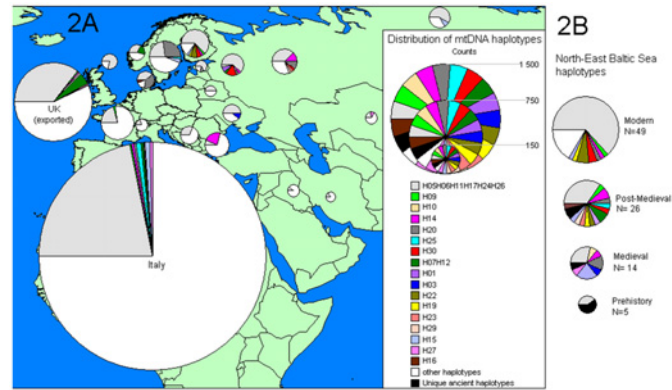 2A
2B
UK
(exported)
Italy
Distribution of mtDNA haplotypes
Counts
1 500
750
150
H05H06H11H17H24H26
H09
H10
H14
H20
H25
H30
H07H12
H01
H03
H22
H19
H23
H29
H15
H27
H16
other haplotypes
Unique ancient haplotypes
North-East Baltic Sea
haplotypes
Modern
N=49
Post-Medieval
N= 26
Medieval
N= 14
Prehistory
N=5